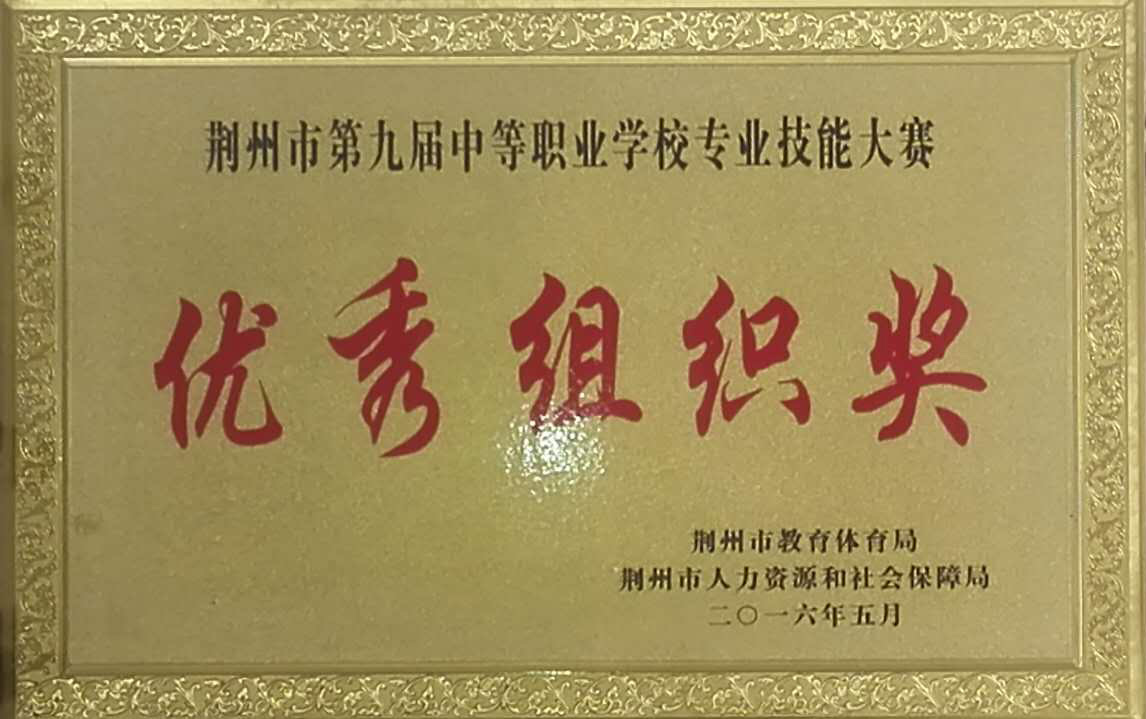 荆州市第九届中等职业学校专业技能大赛
优秀组织奖
荆州市教育体育局
荆州市人力资源和社会保障局
二〇一六年五月